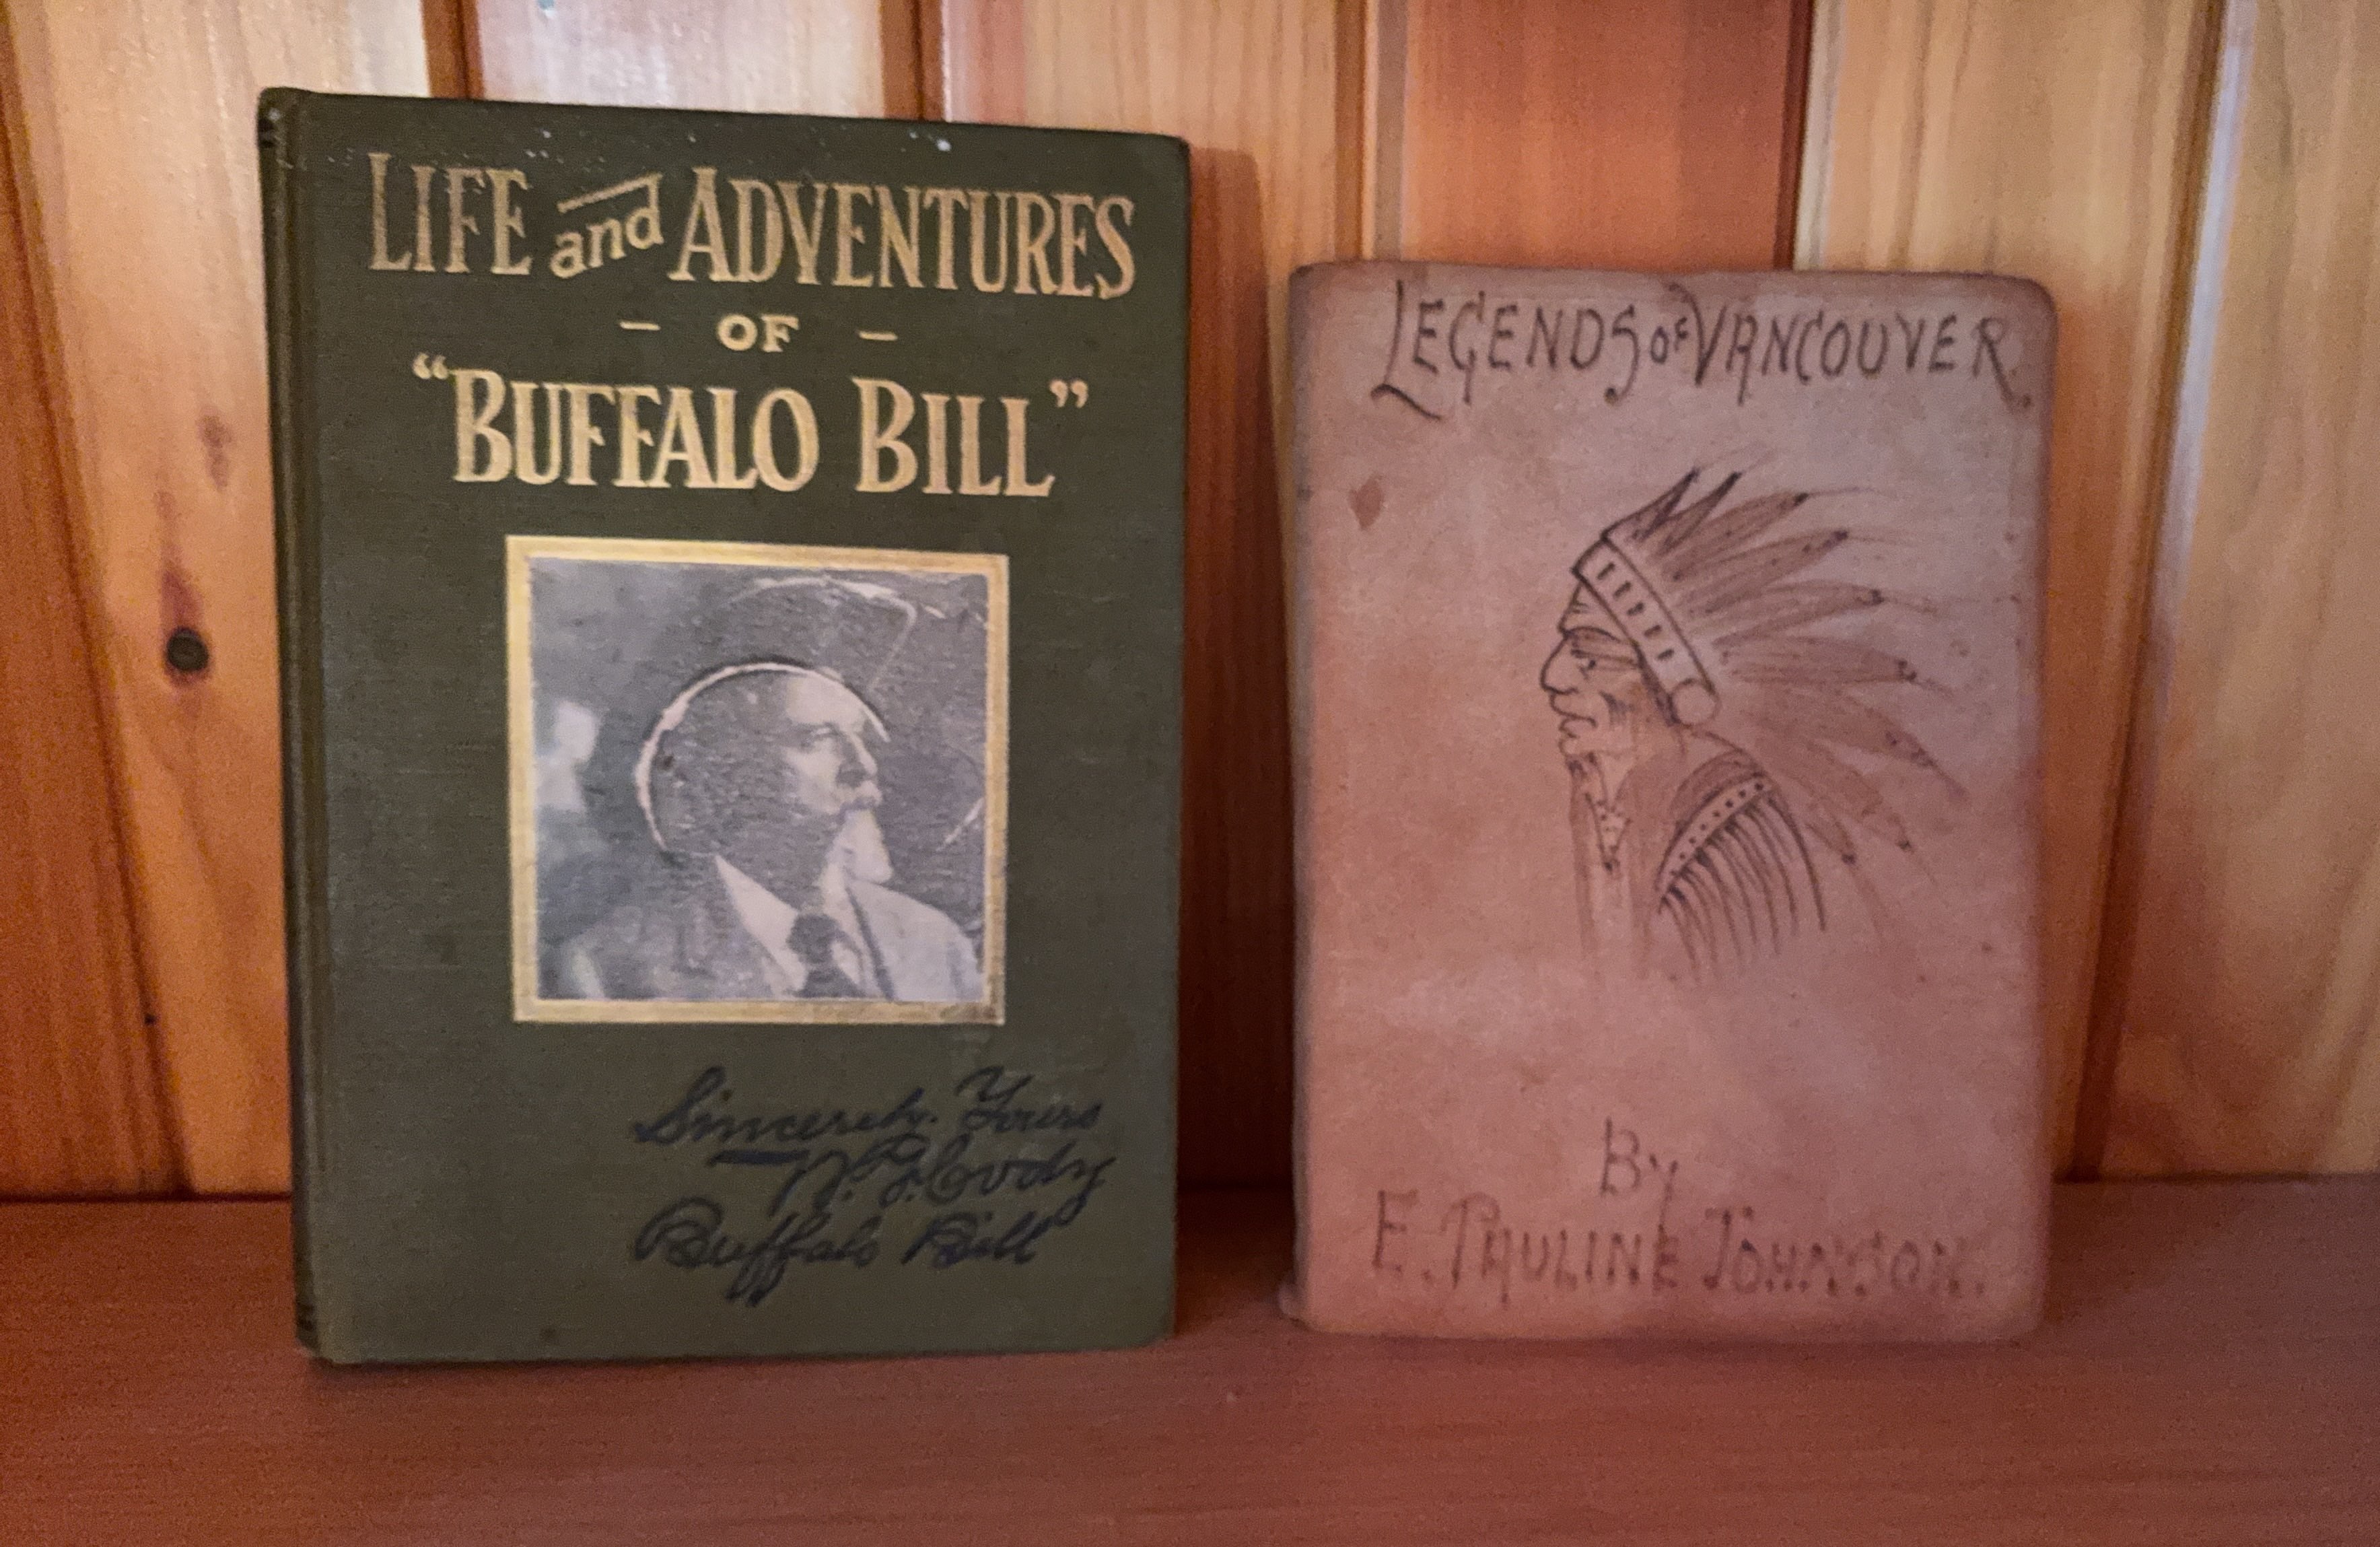 LIFE and ADVENTURES
- OF -
"BUFFALO BILL"
Sincerely Yours
W. F. Cody
Buffalo Bill
LEGENDS OF VANCOUVER.
By
E. PAULINE JOHNSON.